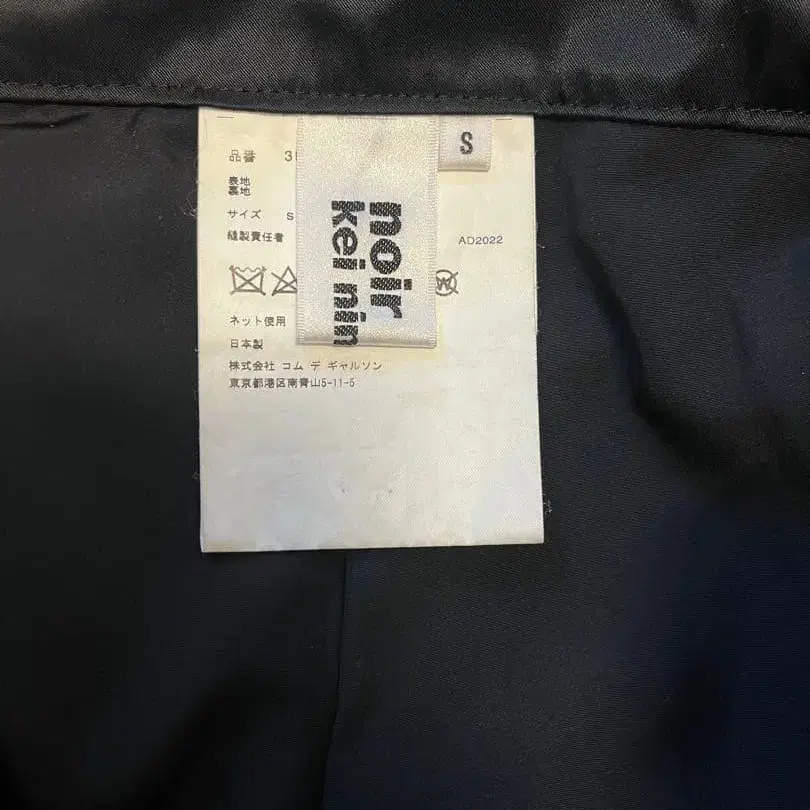 品番 3
S
表地
裏地
サイズ S
縫製責任者
AD2022
noir
kei nin
ネット使用
日本製
株式会社 コム デ ギャルソン
東京都港区南青山5-11-5